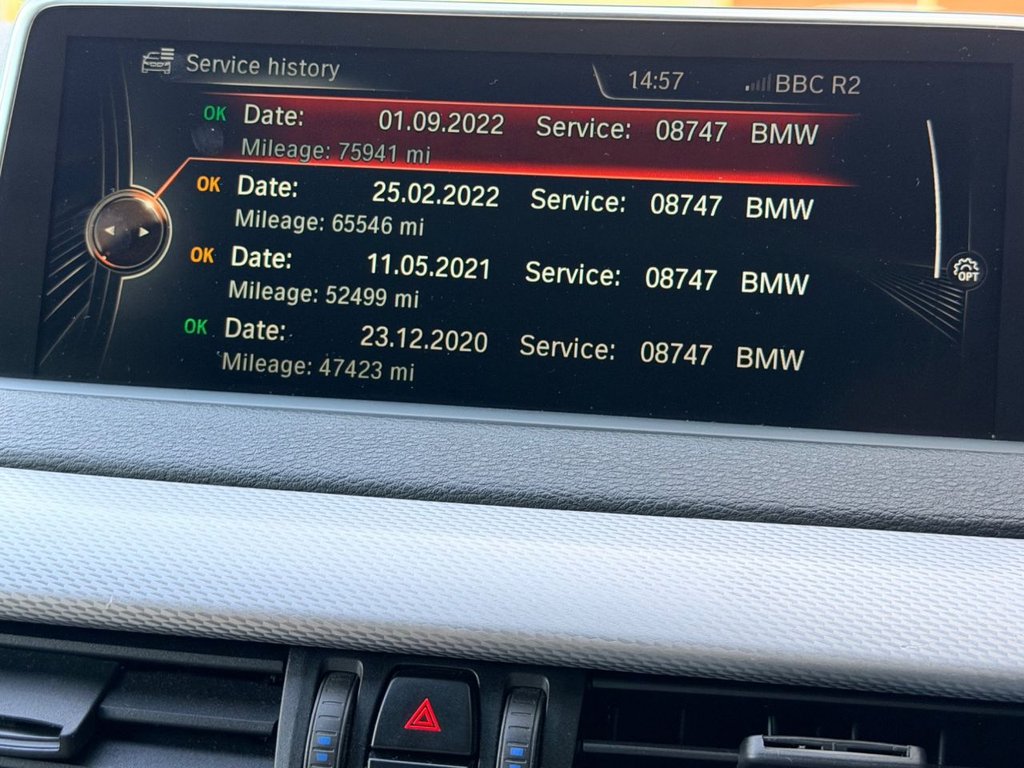 Service history
14:57 BBC R2
OK Date: 01.09.2022 Service: 08747 BMW
Mileage: 75941 mi
OK Date: 25.02.2022 Service: 08747 BMW
Mileage: 65546 mi
OK Date: 11.05.2021 Service: 08747 BMW
Mileage: 52499 mi
OPT
OK Date: 23.12.2020 Service: 08747 BMW
Mileage: 47423 mi